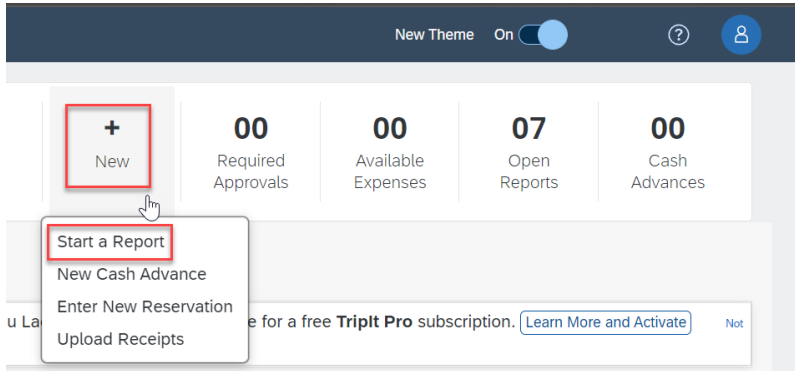 New Theme On
+ 00 00 07 00
New Required Available Open Cash
Approvals Expenses Reports Advances
Start a Report
New Cash Advance
Enter New Reservation
u La e for a free TripIt Pro subscription. Learn More and Activate Not
Upload Receipts